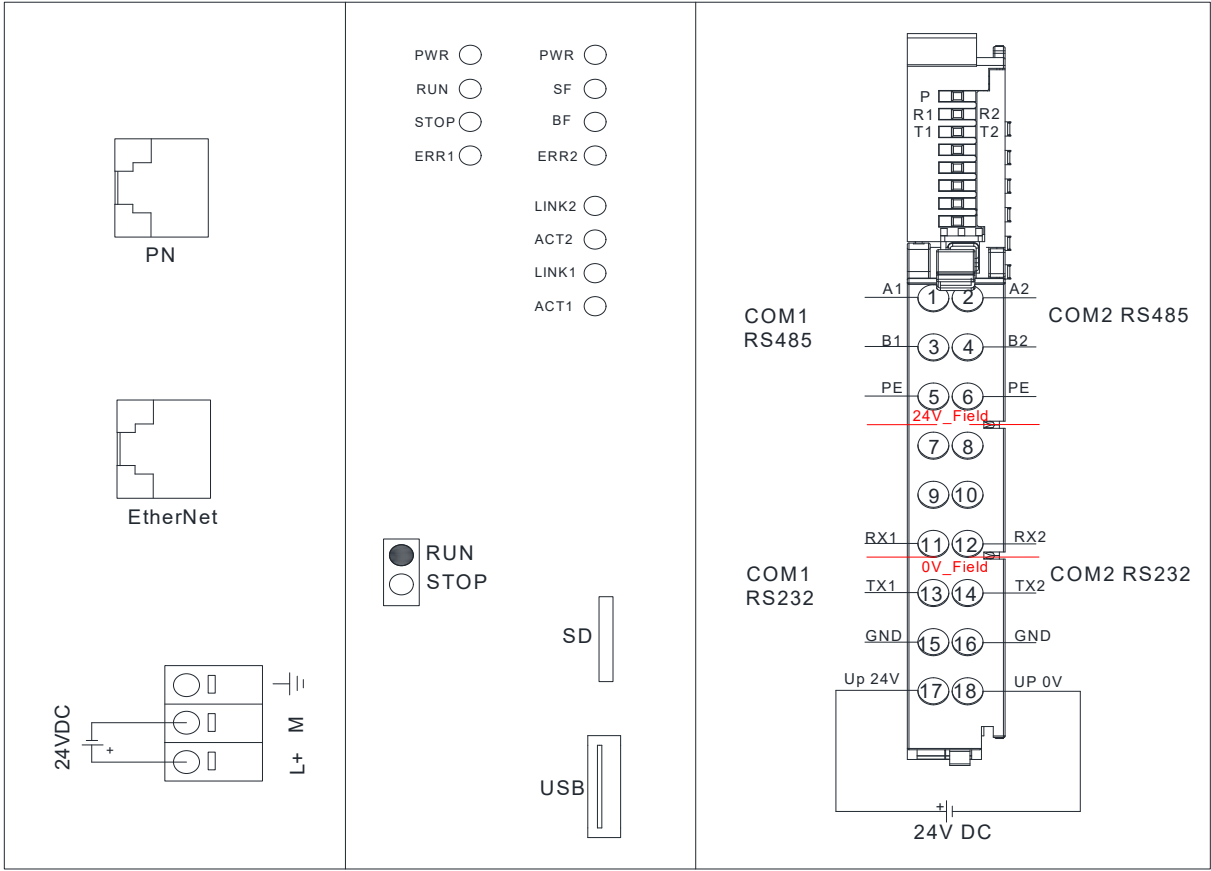 PN
EtherNet
24VDC
+
M
L+
PWR PWR
RUN SF
STOP BF
ERR1 ERR2
LINK2
ACT2
LINK1
ACT1
RUN
STOP
SD
USB
P
R1 R2
T1 T2
A1 1 2 A2
COM1
RS485
COM2 RS485
B1 3 4 B2
PE 5 6 PE
24V_Field
7 8
9 10
RX1 11 12 RX2
0V_Field
COM1
RS232
COM2 RS232
TX1 13 14 TX2
GND 15 16 GND
Up 24V 17 18 UP 0V
+
24V DC